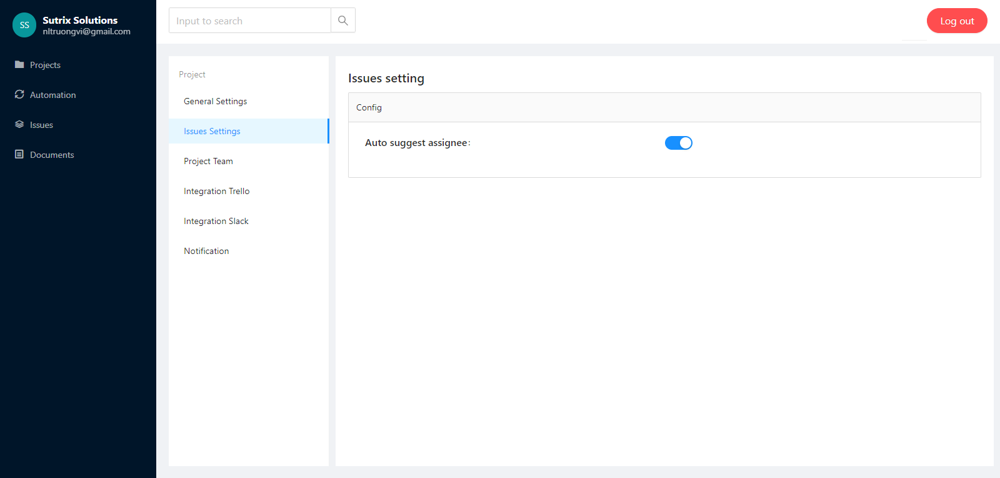 SS
Sutrix Solutions
nltruongvi@gmail.com
Projects
Automation
Issues
Documents
Input to search
Log out
Project
General Settings
Issues Settings
Project Team
Integration Trello
Integration Slack
Notification
Issues setting
Config
Auto suggest assignee: